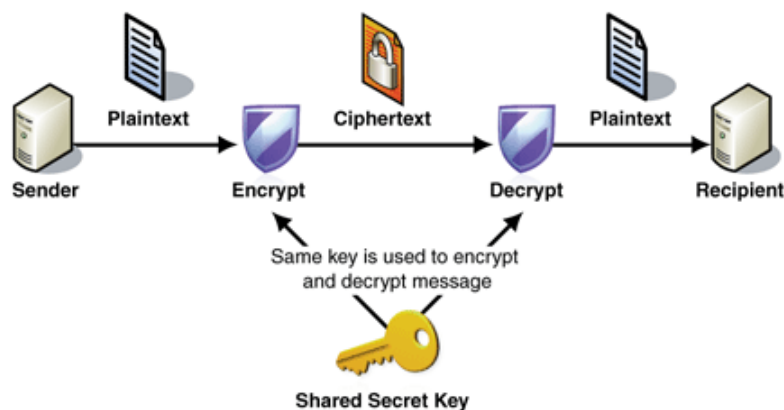 Plaintext
Ciphertext
Plaintext
Sender
Encrypt
Decrypt
Recipient
Same key is used to encrypt
and decrypt message
Shared Secret Key